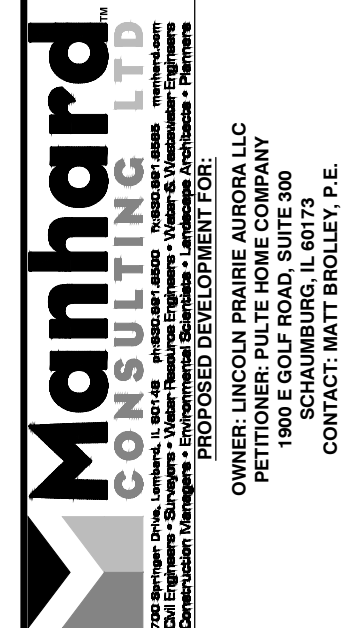 Manhard™
CONSULTING LTD
700 Springer Drive, Lombard, IL 60148 ph:630.691.8500 fx:630.691.8585 manhard.com
Civil Engineers • Surveyors • Water Resource Engineers • Water & Wastewater Engineers
Construction Managers • Environmental Scientists • Landscape Architects • Planners
PROPOSED DEVELOPMENT FOR:
OWNER: LINCOLN PRAIRIE AURORA LLC
PETITIONER: PULTE HOME COMPANY
1900 E GOLF ROAD, SUITE 300
SCHAUMBURG, IL 60173
CONTACT: MATT BROLLEY, P.E.